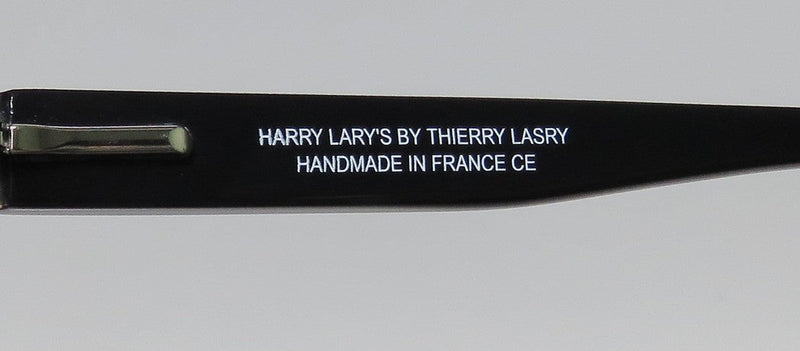 HARRY LARY'S BY THIERRY LASRY
HANDMADE IN FRANCE CE